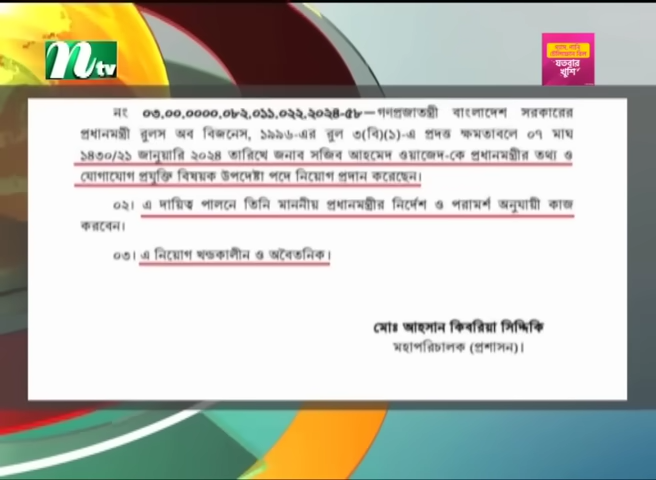 ntv
যতবার
খুশি
নং ০৩.০০.০০০০.০৮২.০১১.০২২.২০২৪-৫৮—গণপ্রজাতন্ত্রী বাংলাদেশ সরকারের
প্রধানমন্ত্রী রুলস অব বিজনেস, ১৯৯৬-এর রুল ৩(বি)(১)-এ প্রদত্ত ক্ষমতাবলে ০৭ মাঘ
১৪৩০/২১ জানুয়ারি ২০২৪ তারিখে জনাব সজিব আহমেদ ওয়াজেদ-কে প্রধানমন্ত্রীর তথ্য ও
যোগাযোগ প্রযুক্তি বিষয়ক উপদেষ্টা পদে নিয়োগ প্রদান করেছেন।
০২। এ দায়িত্ব পালনে তিনি মাননীয় প্রধানমন্ত্রীর নির্দেশ ও পরামর্শ অনুযায়ী কাজ
করবেন।
০৩। এ নিয়োগ খন্ডকালীন ও অবৈতনিক।
মোঃ আহসান কিবরিয়া সিদ্দিকি
মহাপরিচালক (প্রশাসন)।